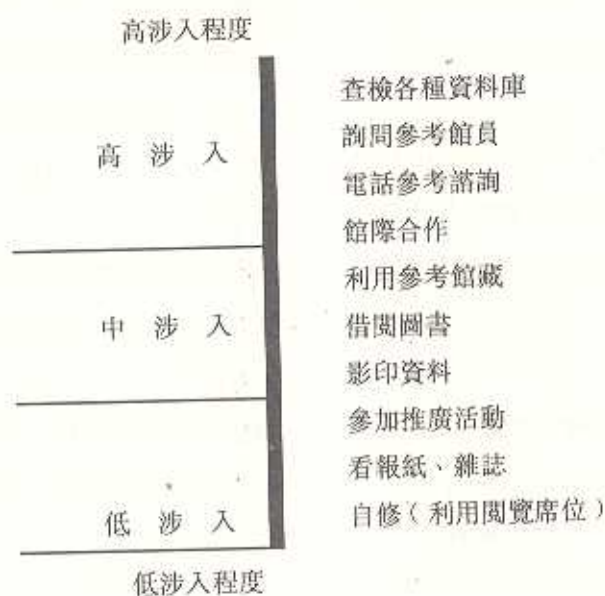 高涉入程度
查檢各種資料庫
詢問參考館員
高 涉 入
電話參考諮詢
館際合作
利用參考館藏
中 涉 入
借閱圖書
影印資料
參加推廣活動
看報紙、雜誌
低 涉 入
自修（利用閱覽席位）
低涉入程度